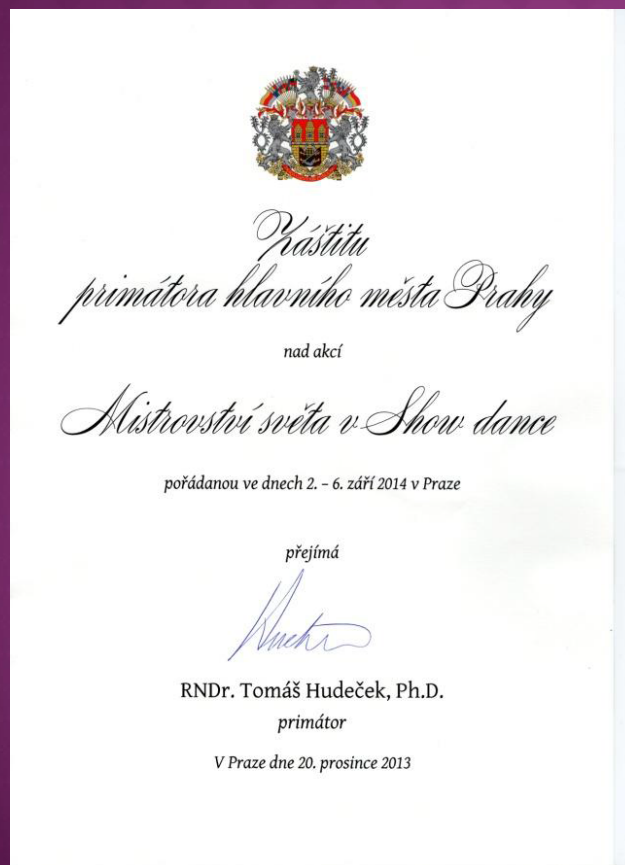 Záštitu
primátora hlavního města Prahy
nad akcí
Mistrovství světa v Show dance
pořádanou ve dnech 2. – 6. září 2014 v Praze
přejímá
RNDr. Tomáš Hudeček, Ph.D.
primátor
V Praze dne 20. prosince 2013